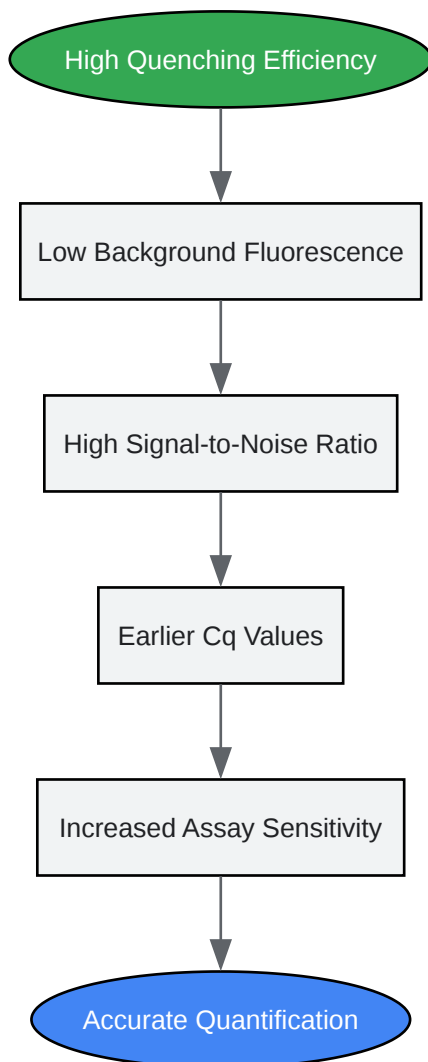 High Quenching Efficiency
Low Background Fluorescence
High Signal-to-Noise Ratio
Earlier Cq Values
Increased Assay Sensitivity
Accurate Quantification